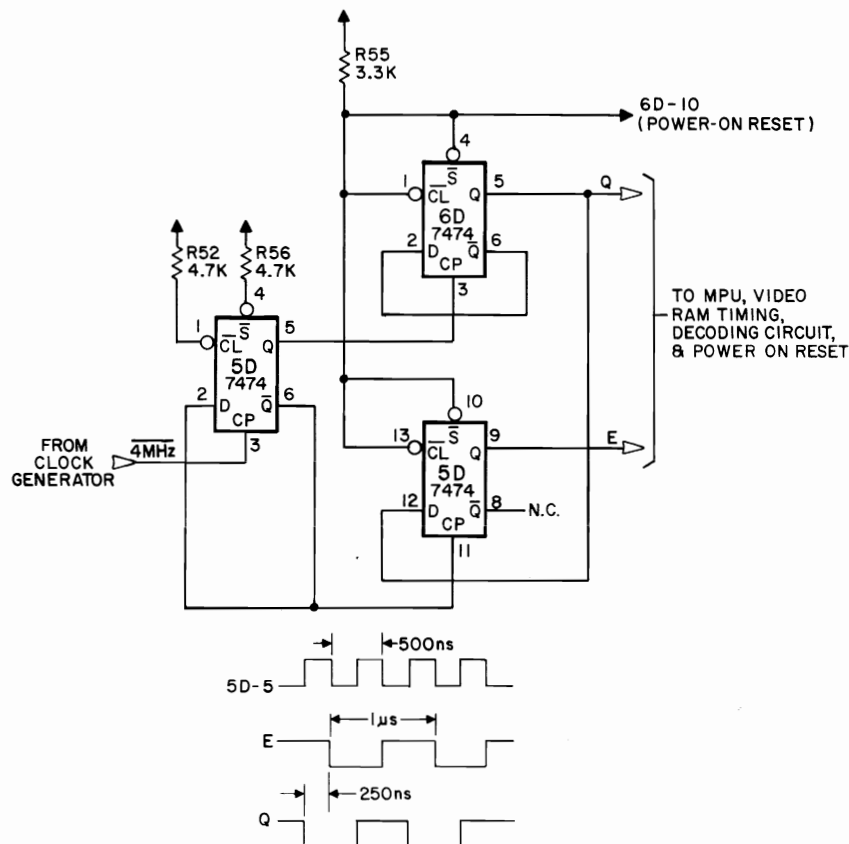 R55
3.3K
6D-10
(POWER-ON RESET)
4
S
1
CL
Q
5
Q
6D
7474
2
D
Q
6
CP
3
TO MPU, VIDEO
RAM TIMING,
DECODING CIRCUIT,
& POWER ON RESET
R52
4.7K
R56
4.7K
4
S
1
CL
Q
5
5D
7474
2
D
Q
6
CP
3
FROM
CLOCK
GENERATOR
4MHz
10
S
13
CL
Q
9
E
5D
7474
12
D
Q
8
N.C.
CP
11
500ns
5D-5
1µs
E
250ns
Q